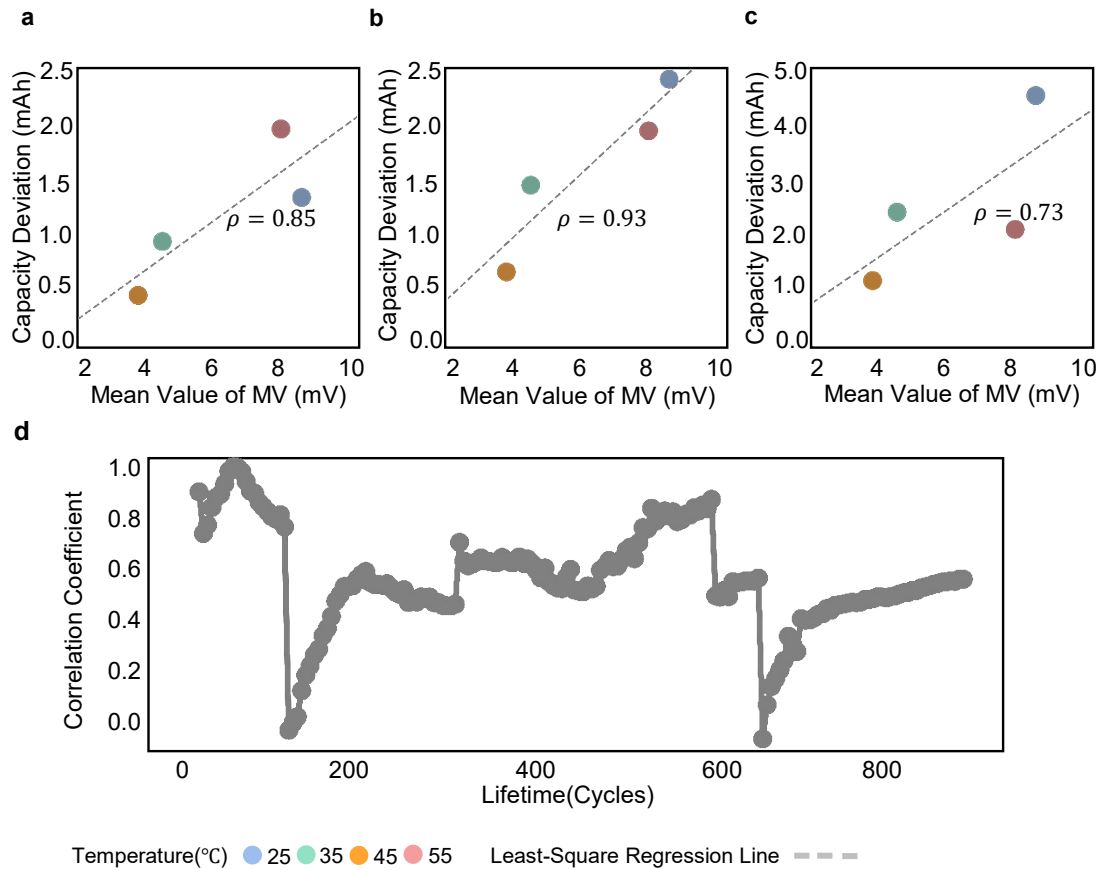 a
b
c
2.5
2.0
1.5
1.0
0.5
0.0
Capacity Deviation (mAh)
ρ = 0.85
2 4 6 8 10
Mean Value of MV (mV)
2.5
2.0
1.5
1.0
0.5
0.0
Capacity Deviation (mAh)
ρ = 0.93
2 4 6 8 10
Mean Value of MV (mV)
5.0
4.0
3.0
2.0
1.0
0.0
Capacity Deviation (mAh)
ρ = 0.73
2 4 6 8 10
Mean Value of MV (mV)
d
1.0
0.8
0.6
0.4
0.2
0.0
Correlation Coefficient
0 200 400 600 800
Lifetime(Cycles)
Temperature(℃) 25 35 45 55 Least-Square Regression Line